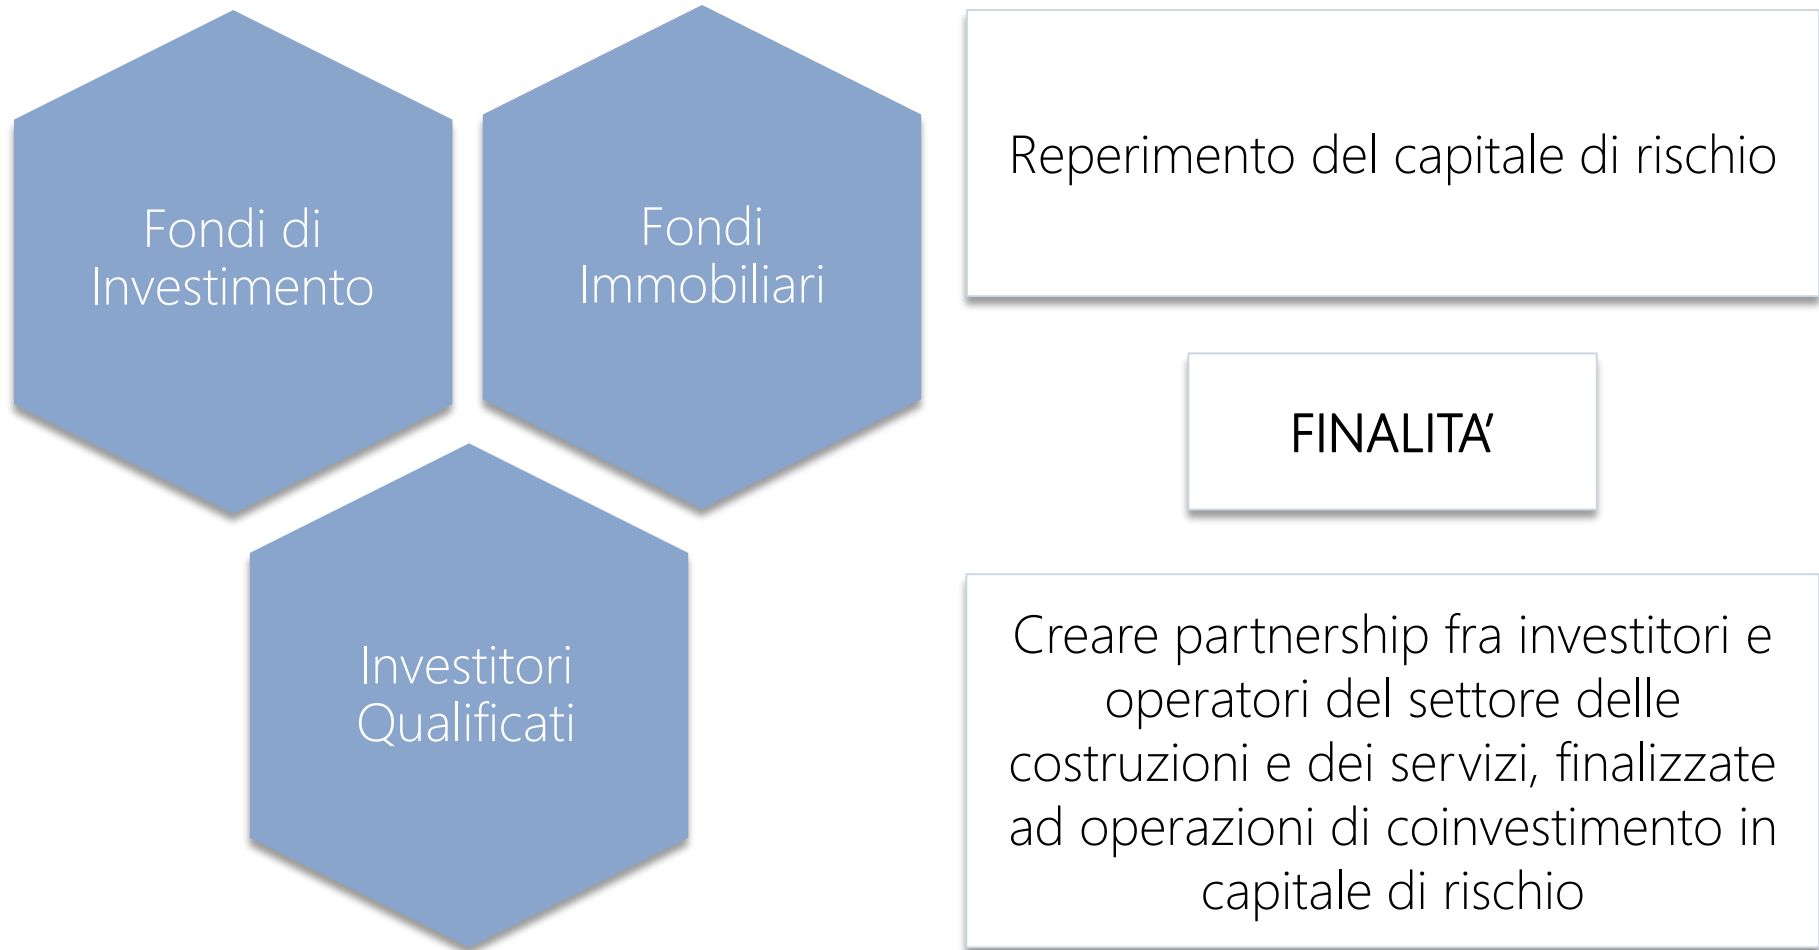 Fondi di
Investimento
Fondi
Immobiliari
Investitori
Qualificati
Reperimento del capitale di rischio
FINALITA’
Creare partnership fra investitori e
operatori del settore delle
costruzioni e dei servizi, finalizzate
ad operazioni di coinvestimento in
capitale di rischio